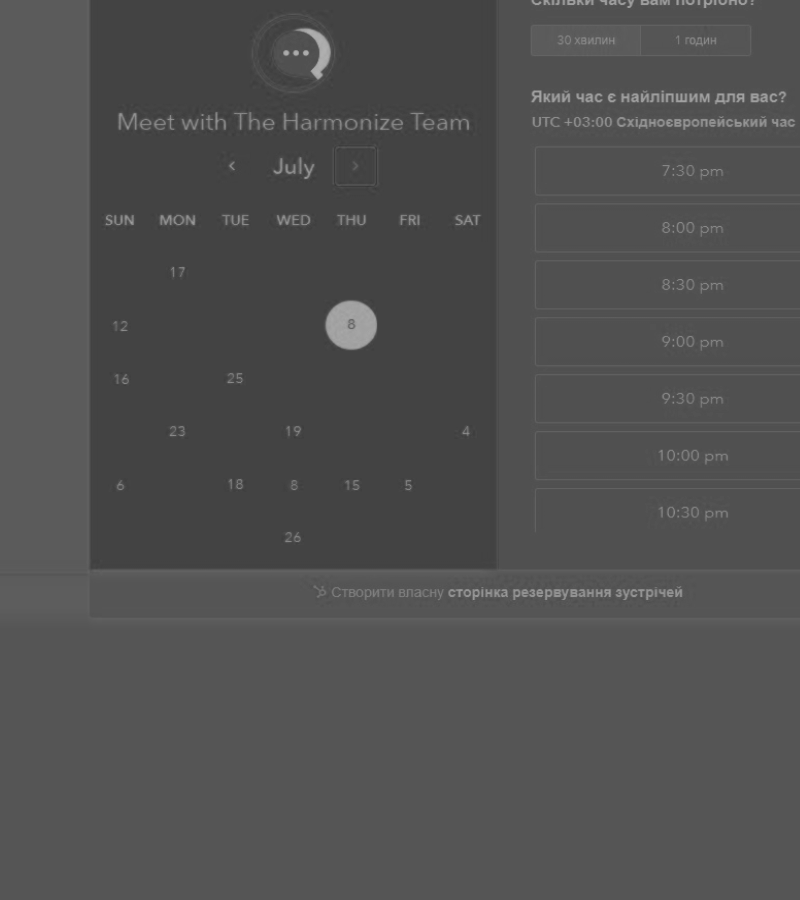 Скільки часу вам потрібно?
30 хвилин 1 годин
Meet with The Harmonize Team
July
SUN MON TUE WED THU FRI SAT
17
12 8
16 25
23 19 4
6 18 8 15 5
26
Який час є найліпшим для вас?
UTC +03:00 Східноєвропейський час
7:30 pm
8:00 pm
8:30 pm
9:00 pm
9:30 pm
10:00 pm
10:30 pm
Створити власну сторінка резервування зустрічей